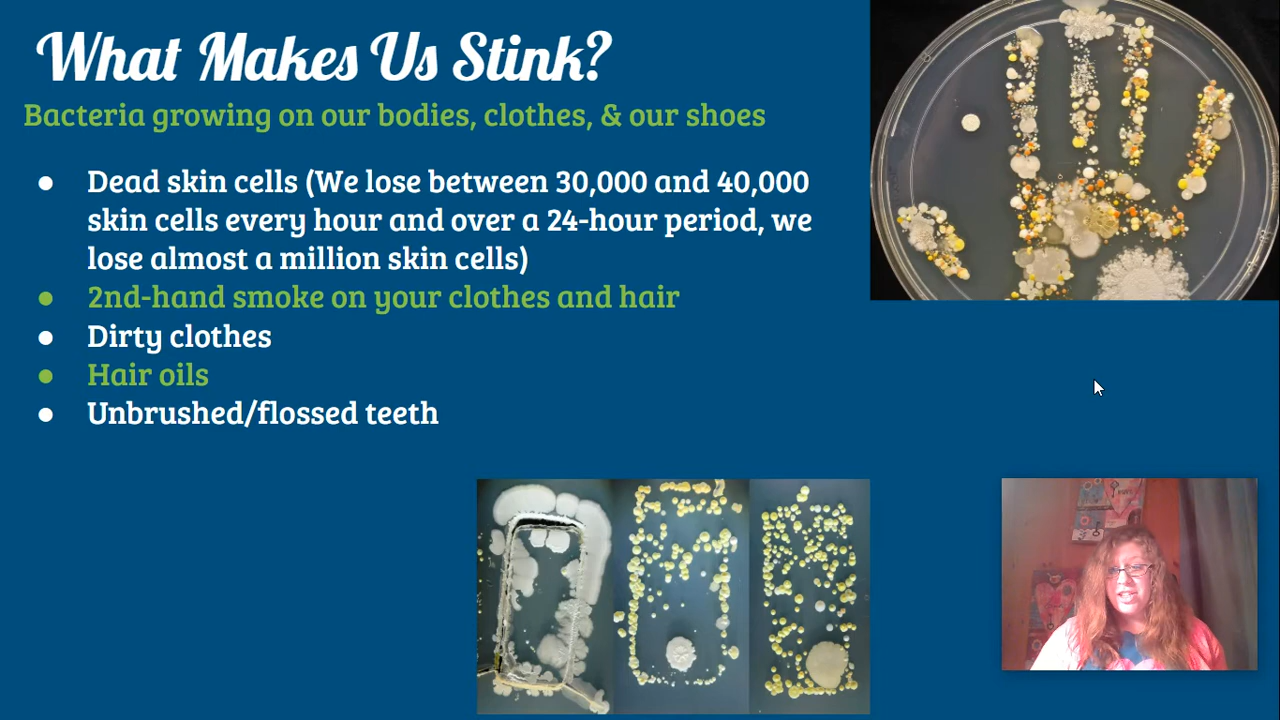 What Makes Us Stink?
Bacteria growing on our bodies, clothes, & our shoes
● Dead skin cells (We lose between 30,000 and 40,000
skin cells every hour and over a 24-hour period, we
lose almost a million skin cells)
● 2nd-hand smoke on your clothes and hair
● Dirty clothes
● Hair oils
● Unbrushed/flossed teeth